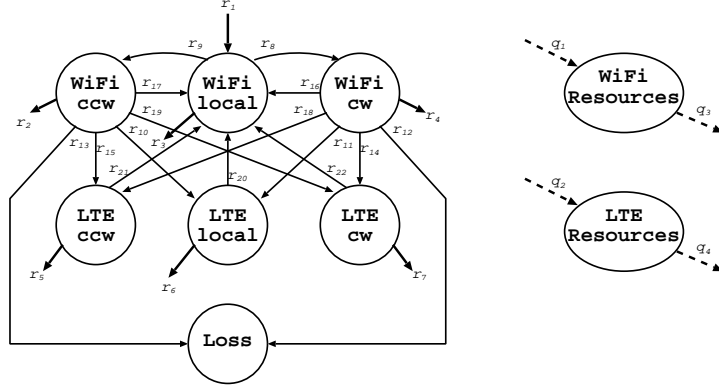 r1
r9
r8
q1
WiFi
ccw
WiFi
local
WiFi
cw
WiFi
Resources
r17
r16
r2
r19
r18
r4
q3
r10
r3
r12
r13
r15
r11
r14
r21
r20
r22
q2
LTE
ccw
LTE
local
LTE
cw
LTE
Resources
q4
r5
r6
r7
Loss